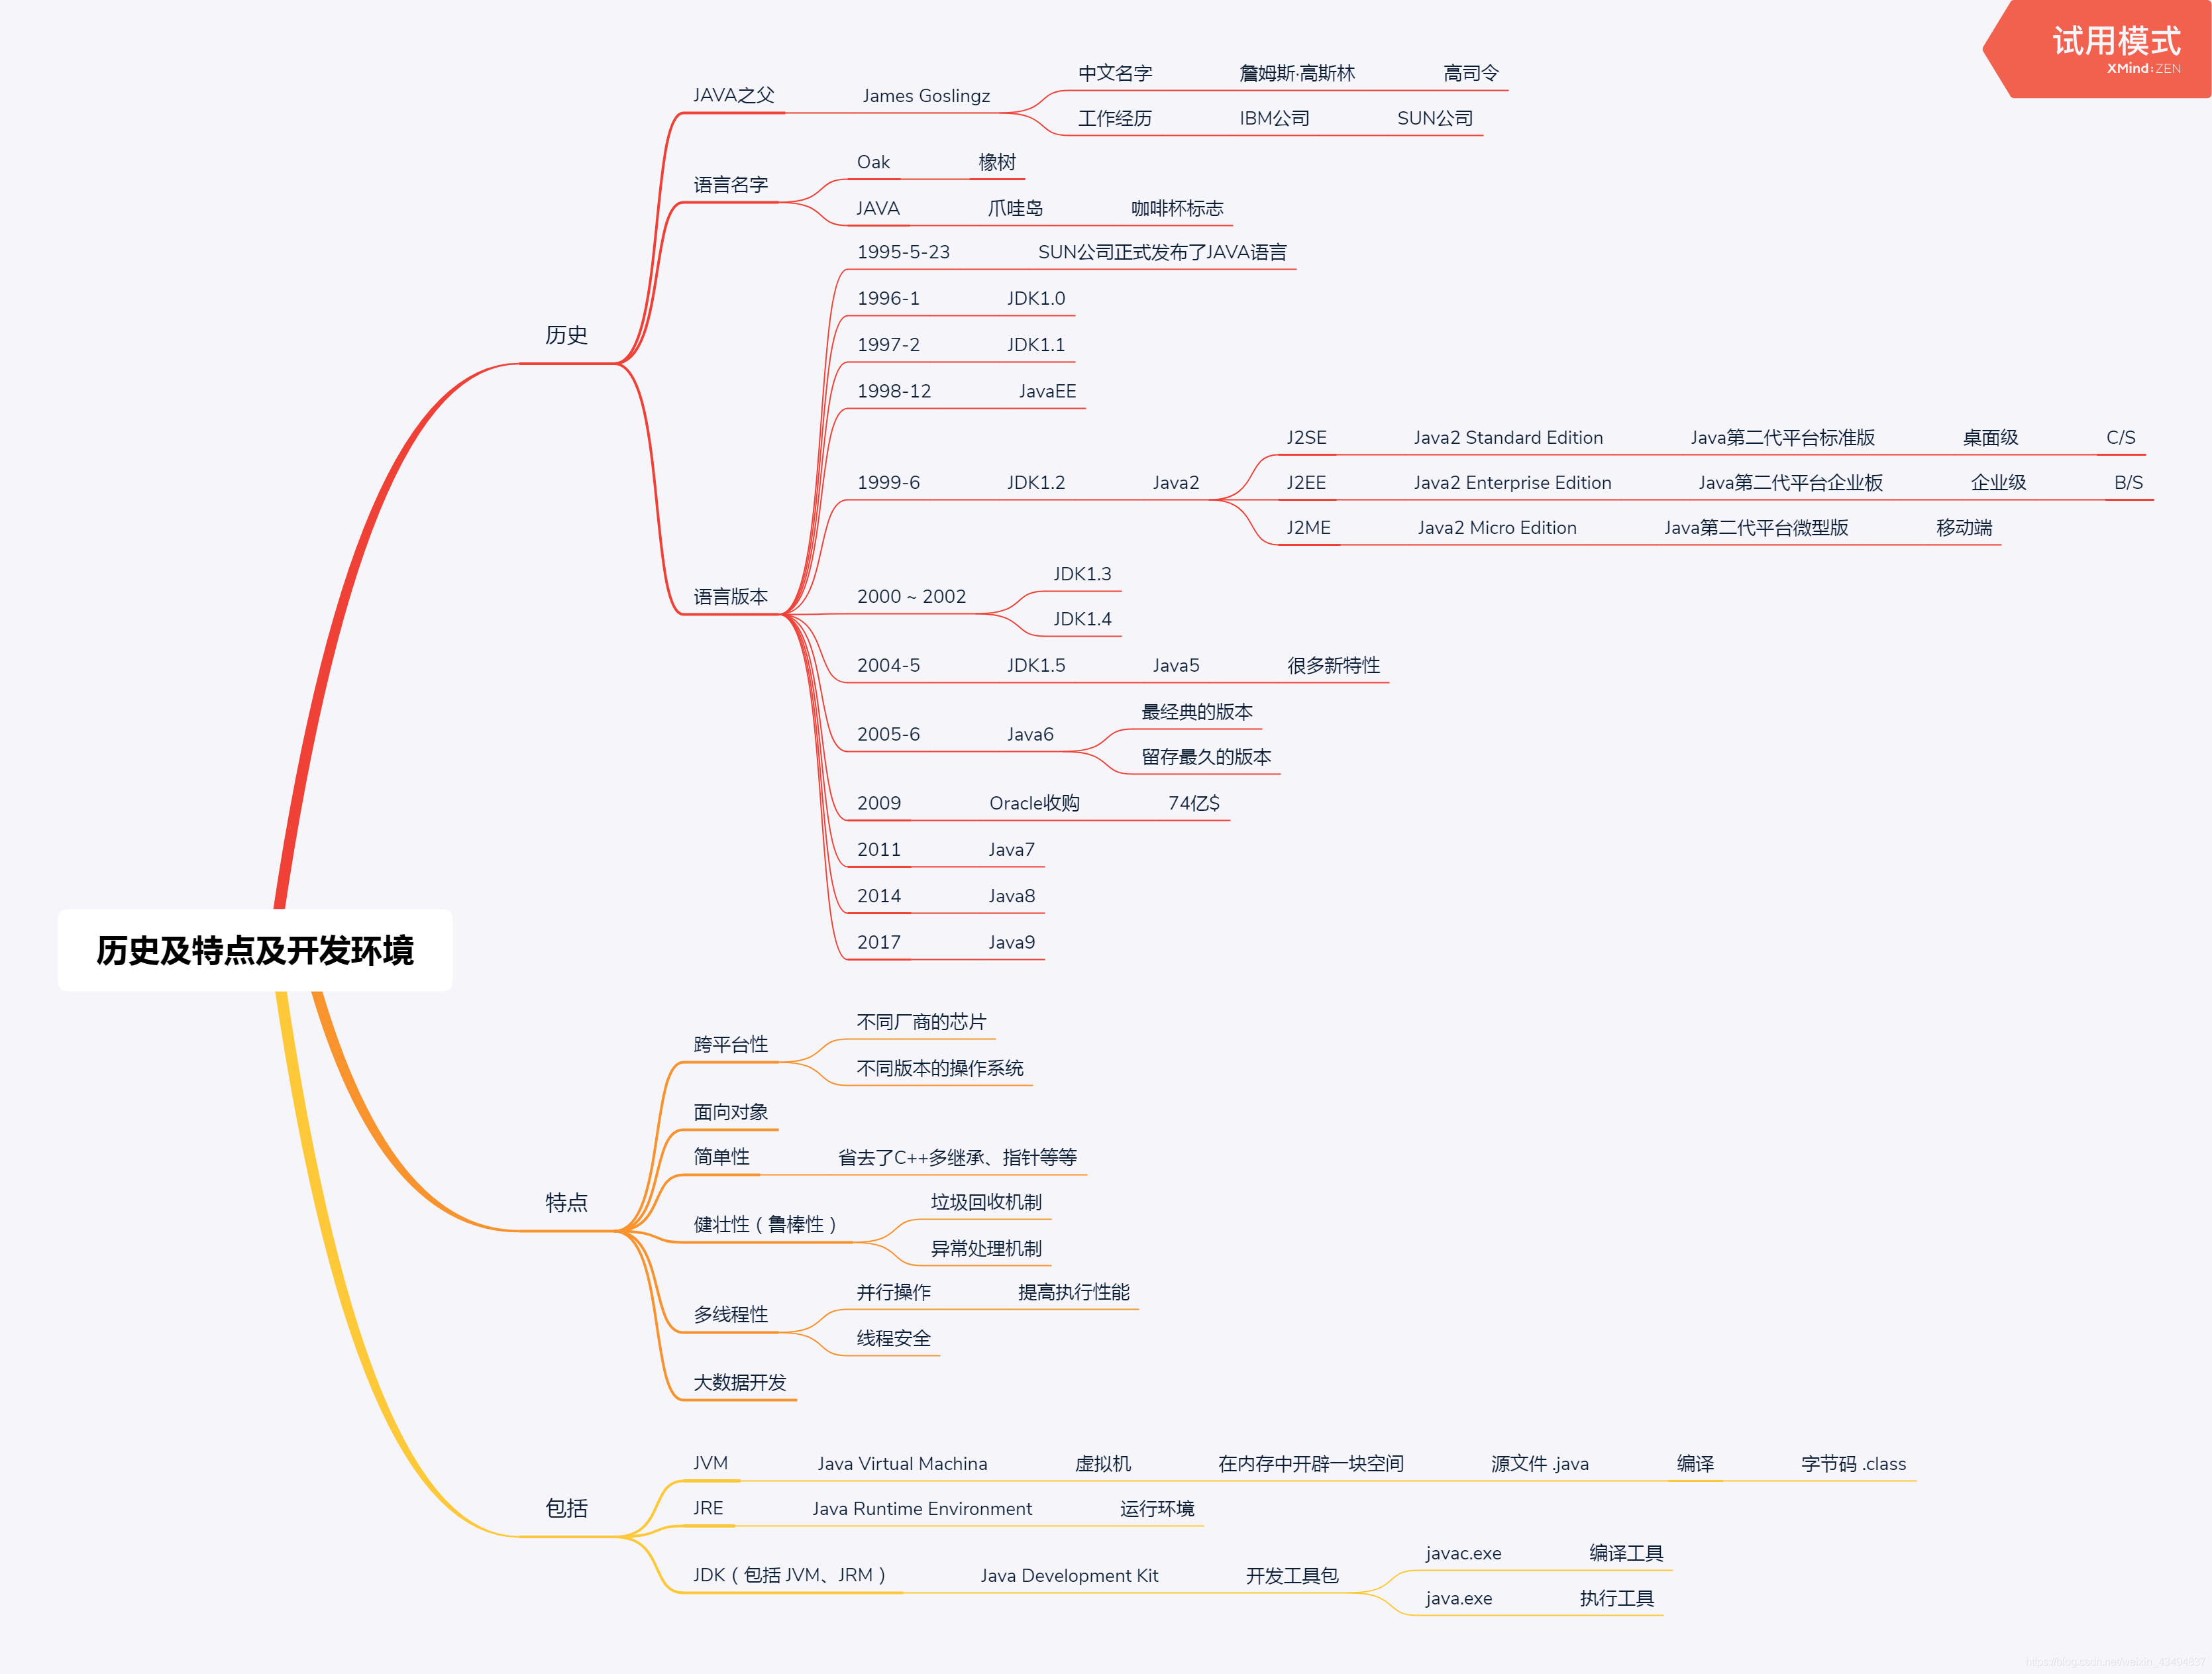 试用模式
XMind:ZEN
历史及特点及开发环境
历史
JAVA之父 James Goslingz
中文名字 詹姆斯·高斯林 高司令
工作经历 IBM公司 SUN公司
语言名字
Oak 橡树
JAVA 爪哇岛 咖啡杯标志
语言版本
1995-5-23 SUN公司正式发布了JAVA语言
1996-1 JDK1.0
1997-2 JDK1.1
1998-12 JavaEE
1999-6 JDK1.2 Java2
J2SE Java2 Standard Edition Java第二代平台标准版 桌面级 C/S
J2EE Java2 Enterprise Edition Java第二代平台企业板 企业级 B/S
J2ME Java2 Micro Edition Java第二代平台微型版 移动端
2000 ~ 2002
JDK1.3
JDK1.4
2004-5 JDK1.5 Java5 很多新特性
2005-6 Java6
最经典的版本
留存最久的版本
2009 Oracle收购 74亿$
2011 Java7
2014 Java8
2017 Java9
特点
跨平台性
不同厂商的芯片
不同版本的操作系统
面向对象
简单性 省去了C++多继承、指针等等
健壮性（鲁棒性）
垃圾回收机制
异常处理机制
多线程性
并行操作 提高执行性能
线程安全
大数据开发
包括
JVM Java Virtual Machina 虚拟机 在内存中开辟一块空间 源文件 .java 编译 字节码 .class
JRE Java Runtime Environment 运行环境
JDK（包括 JVM、JRM） Java Development Kit 开发工具包
javac.exe 编译工具
java.exe 执行工具